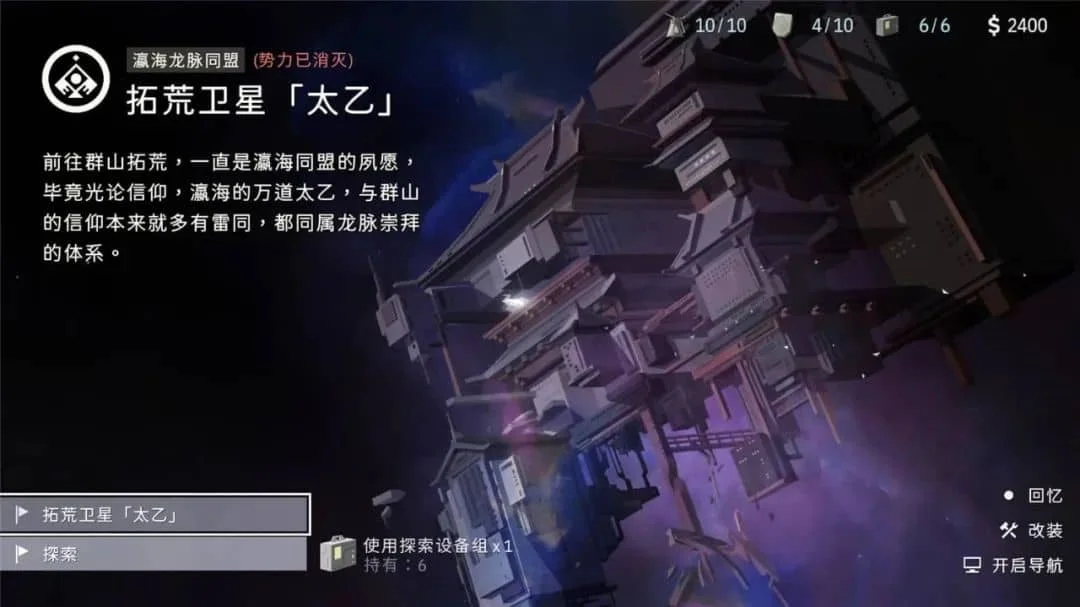 10/10 4/10 6/6 $ 2400
瀛海龙脉同盟 (势力已消灭)
拓荒卫星「太乙」
前往群山拓荒，一直是瀛海同盟的夙愿，
毕竟光论信仰，瀛海的万道太乙，与群山
的信仰本来就多有雷同，都同属龙脉崇拜
的体系。
拓荒卫星「太乙」
探索
使用探索设备组x1
持有：6
回忆
改装
开启导航